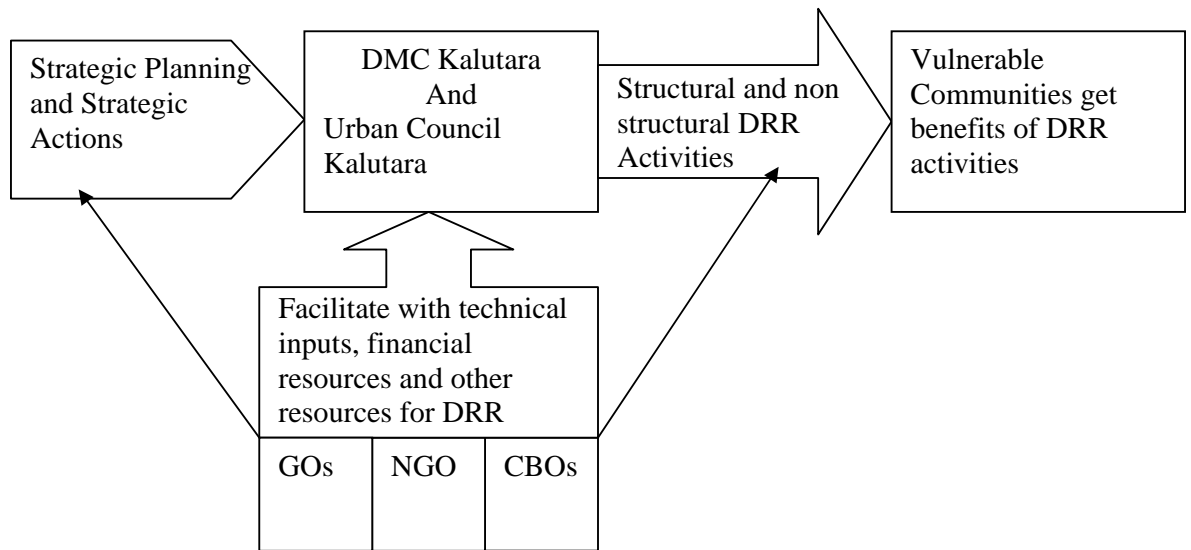 Strategic Planning
and Strategic
Actions
DMC Kalutara
And
Urban Council
Kalutara
Structural and non
structural DRR
Activities
Vulnerable
Communities get
benefits of DRR
activities
Facilitate with technical
inputs, financial
resources and other
resources for DRR
GOs
NGO
CBOs